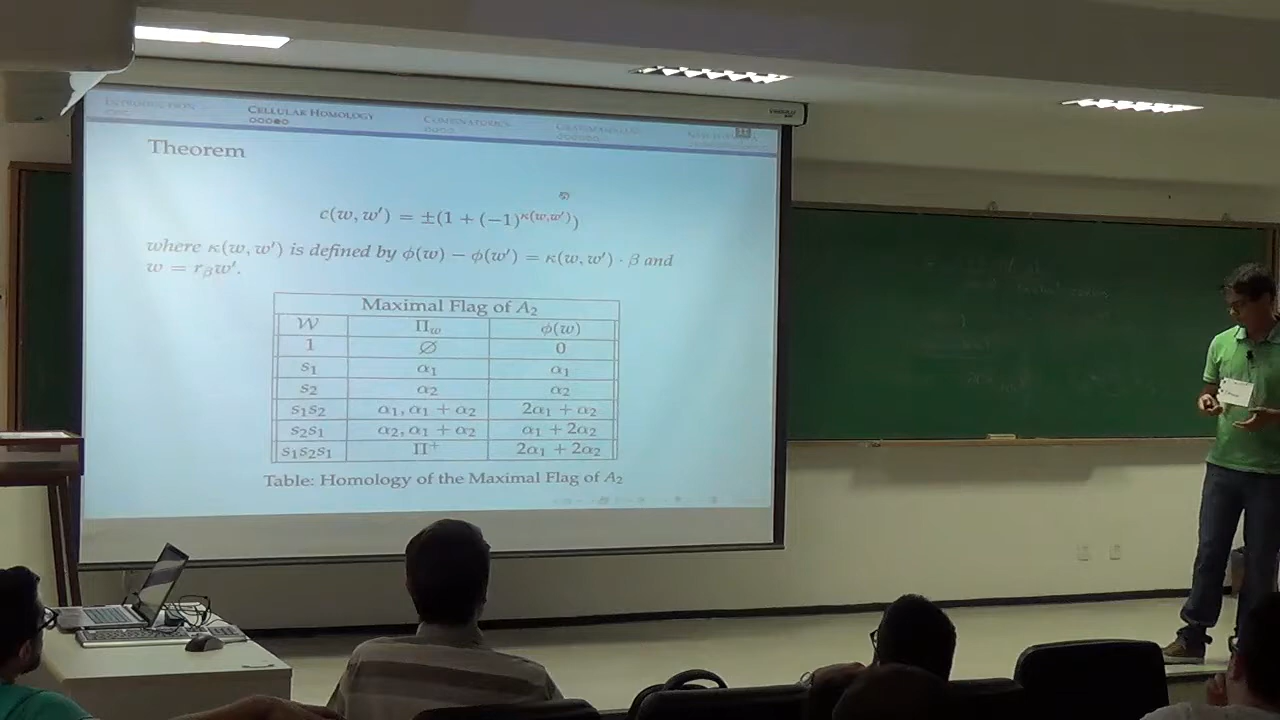 INTRODUCTION CELLULAR HOMOLOGY COMBINATORICS
Theorem
c(w, w′) = ±(1 + (−1)^κ(w,w′))
where κ(w, w′) is defined by ϕ(w) − ϕ(w′) = κ(w, w′) · β and
w = r_β w′.
Maximal Flag of A₂
𝒲 Π_w ϕ(w)
1 ∅ 0
s₁ α₁ α₁
s₂ α₂ α₂
s₁s₂ α₁, α₁ + α₂ 2α₁ + α₂
s₂s₁ α₂, α₁ + α₂ α₁ + 2α₂
s₁s₂s₁ Π⁺ 2α₁ + 2α₂
Table: Homology of the Maximal Flag of A₂